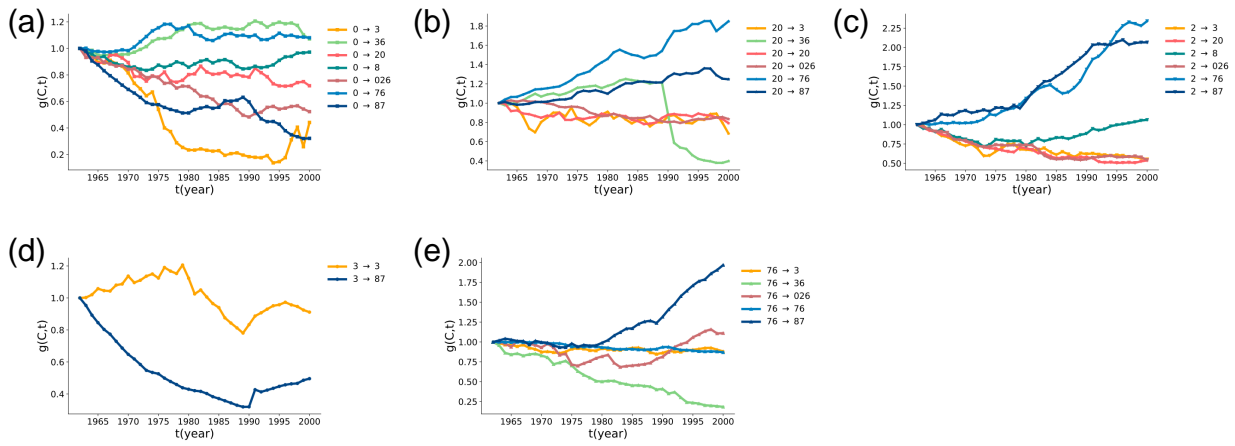 (a)
g(C,t)
1.2
1.0
0.8
0.6
0.4
0.2
1965 1970 1975 1980 1985 1990 1995 2000
t(year)
0 → 3
0 → 36
0 → 20
0 → 8
0 → 026
0 → 76
0 → 87
(b)
g(C,t)
1.8
1.6
1.4
1.2
1.0
0.8
0.6
0.4
1965 1970 1975 1980 1985 1990 1995 2000
t(year)
20 → 3
20 → 36
20 → 20
20 → 026
20 → 76
20 → 87
(c)
g(C,t)
2.25
2.00
1.75
1.50
1.25
1.00
0.75
0.50
1965 1970 1975 1980 1985 1990 1995 2000
t(year)
2 → 3
2 → 20
2 → 8
2 → 026
2 → 76
2 → 87
(d)
g(C,t)
1.2
1.0
0.8
0.6
0.4
1965 1970 1975 1980 1985 1990 1995 2000
t(year)
3 → 3
3 → 87
(e)
g(C,t)
2.00
1.75
1.50
1.25
1.00
0.75
0.50
0.25
1965 1970 1975 1980 1985 1990 1995 2000
t(year)
76 → 3
76 → 36
76 → 026
76 → 76
76 → 87